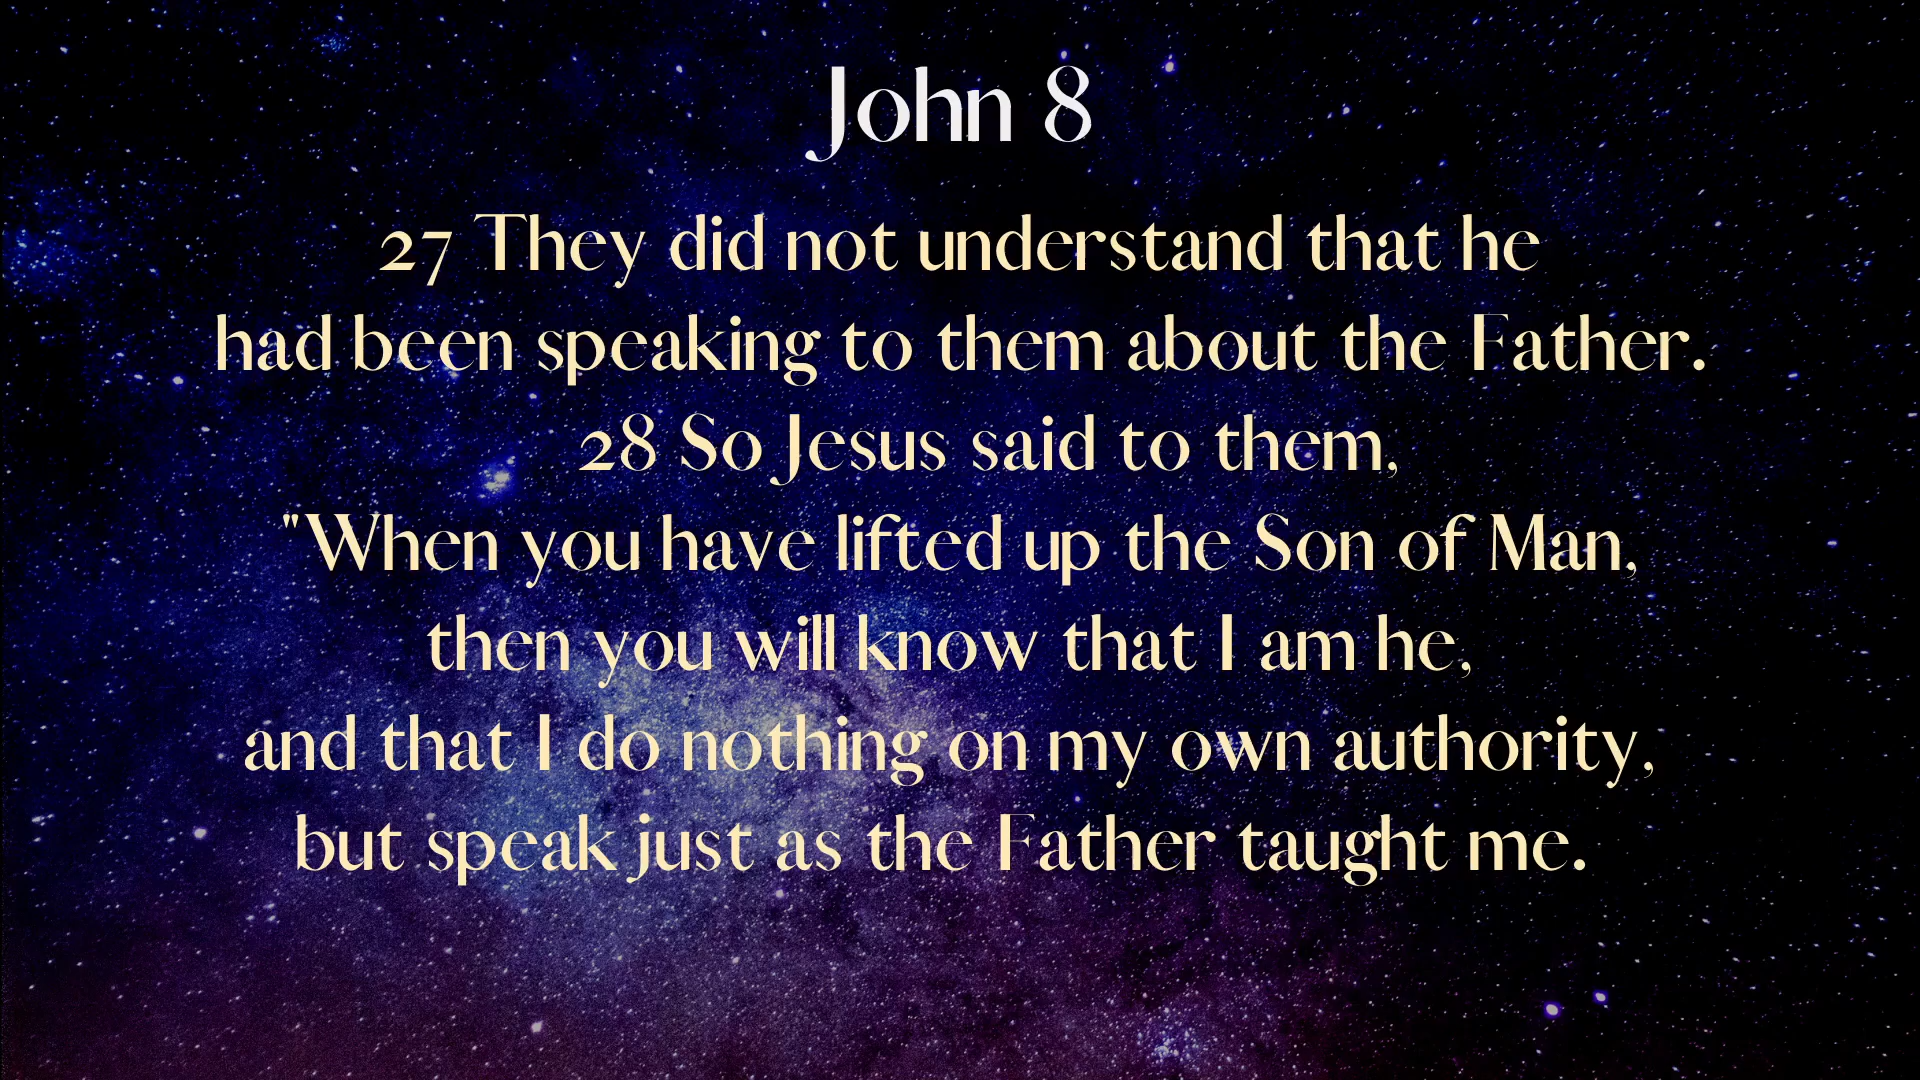 John 8
27 They did not understand that he
had been speaking to them about the Father.
28 So Jesus said to them,
"When you have lifted up the Son of Man,
then you will know that I am he,
and that I do nothing on my own authority,
but speak just as the Father taught me.